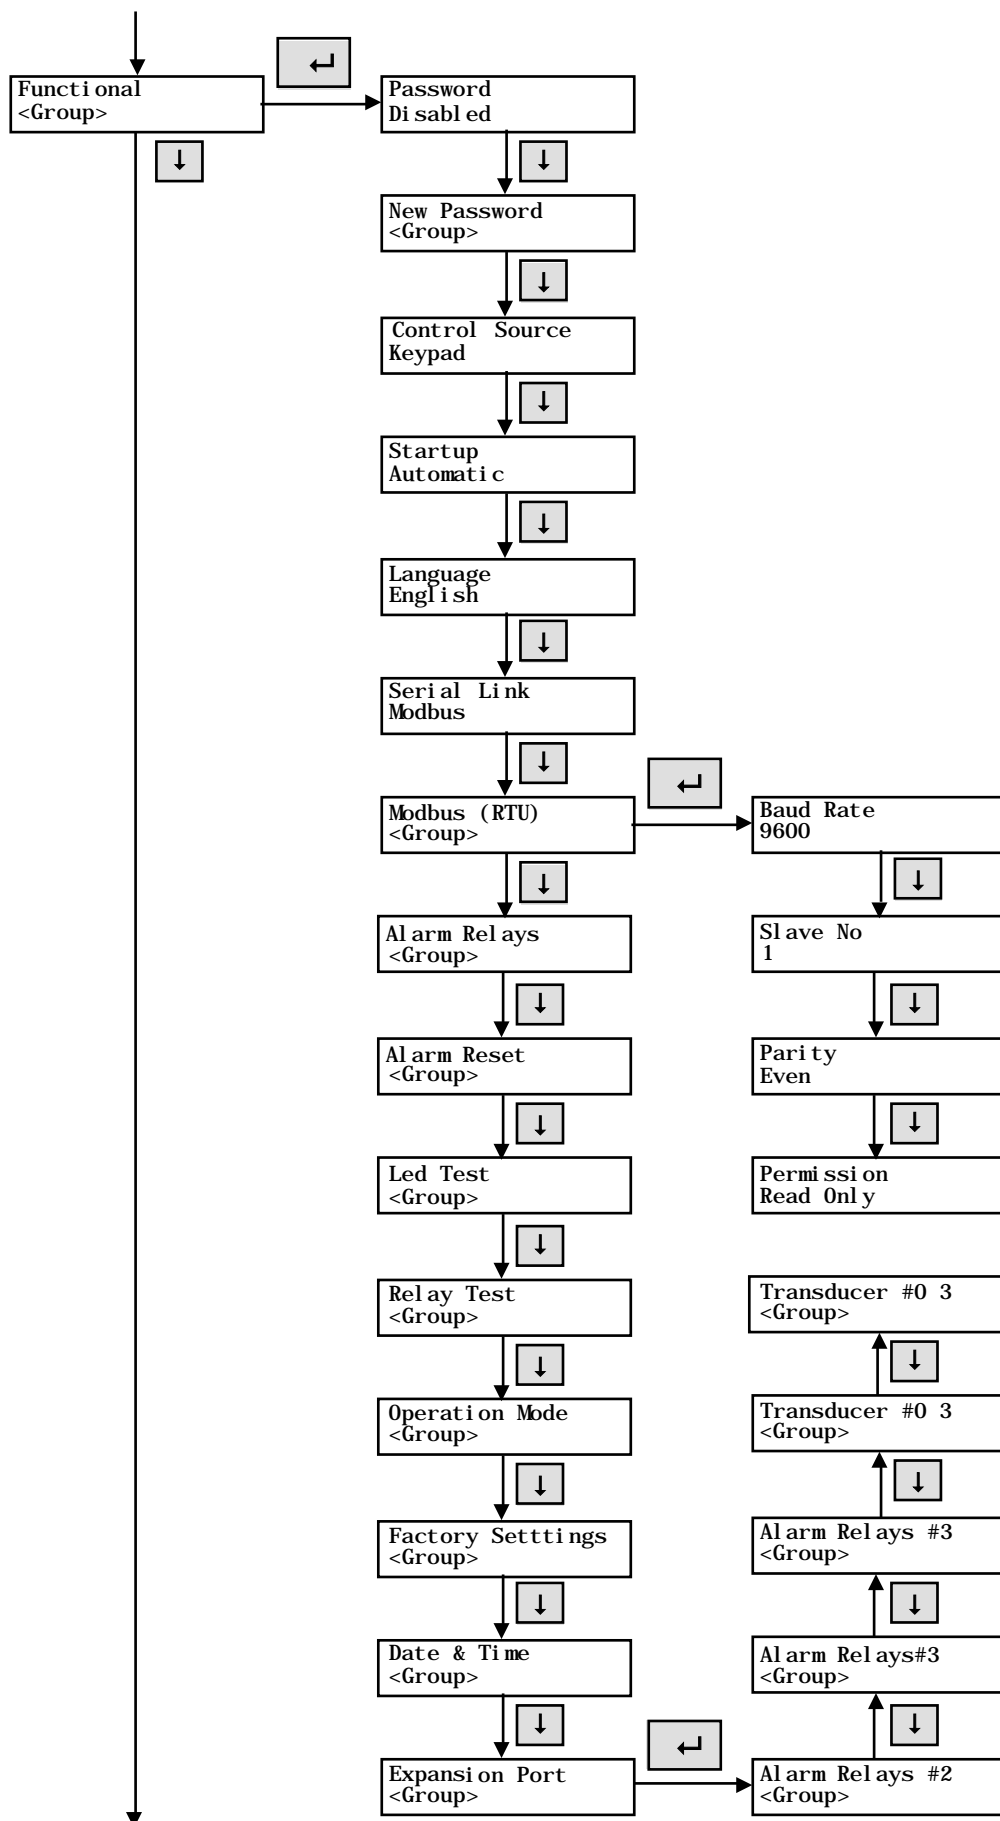 Functional
<Group>
Password
Disabled
New Password
<Group>
Control Source
Keypad
Startup
Automatic
Language
English
Serial Link
Modbus
Modbus (RTU)
<Group>
Baud Rate
9600
Alarm Relays
<Group>
Slave No
1
Alarm Reset
<Group>
Parity
Even
Led Test
<Group>
Permission
Read Only
Relay Test
<Group>
Transducer #0 3
<Group>
Operation Mode
<Group>
Transducer #0 3
<Group>
Factory Setttings
<Group>
Alarm Relays #3
<Group>
Date & Time
<Group>
Alarm Relays#3
<Group>
Expansion Port
<Group>
Alarm Relays #2
<Group>